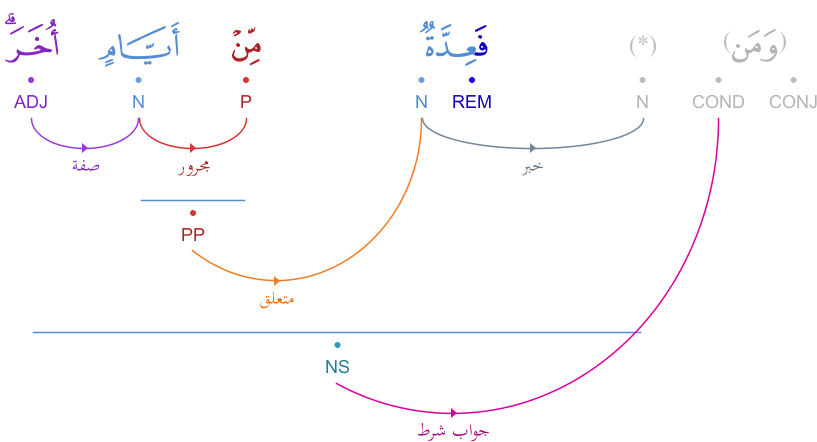 (وَمَن) (*) فَعِدَّةٌ مِّنْ أَيَّامٍ أُخَرَ ۗ
CONJ COND N REM N P N ADJ
خبر مجرور صفة
PP
متعلق
NS
جواب شرط